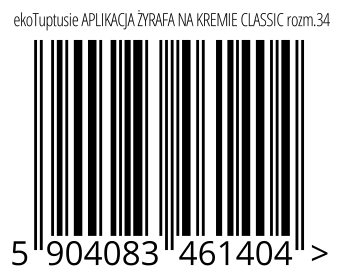 ekoTuptusie APLIKACJA ŻYRAFA NA KREMIE CLASSIC rozm.34
5 904083 461404 >